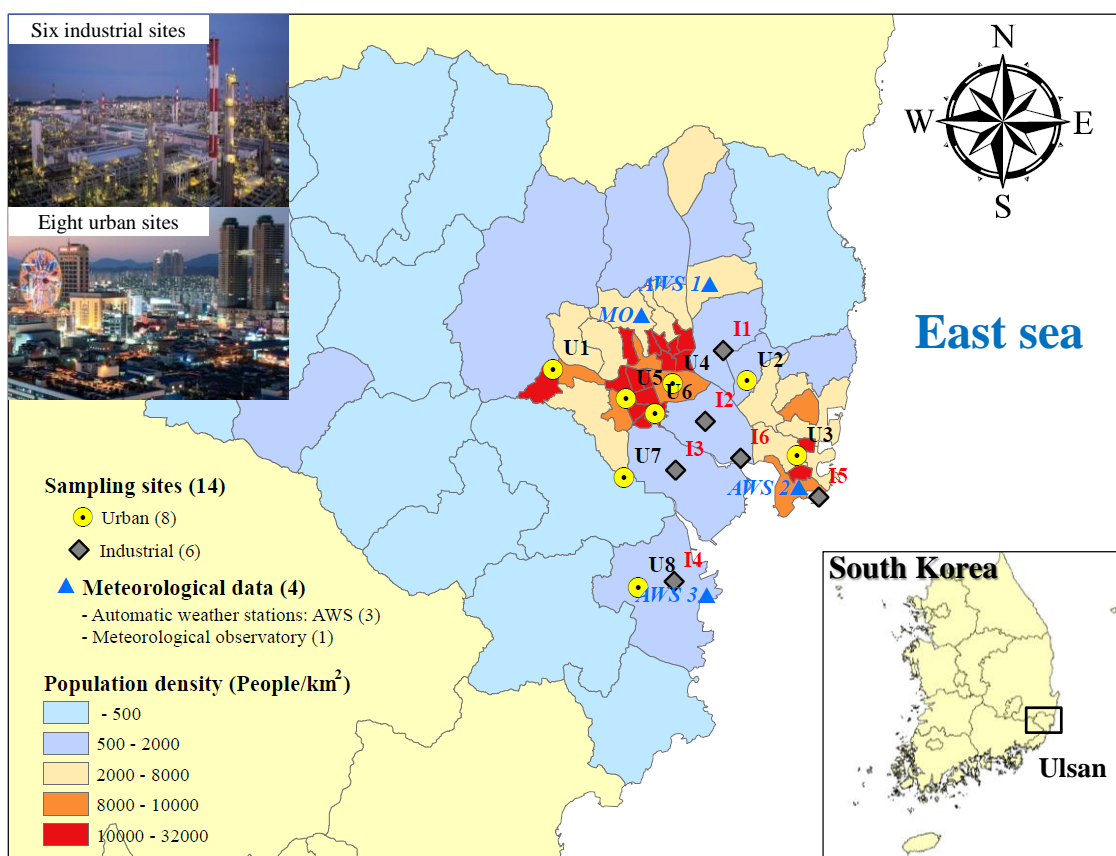 Six industrial sites
Eight urban sites
N
W
E
S
East sea
AWS 1
MO
I1
U1
U2
U4
U5
U6
I2
I6
U3
I3
U7
I5
AWS 2
U8
I4
AWS 3
Sampling sites (14)
Urban (8)
Industrial (6)
Meteorological data (4)
- Automatic weather stations: AWS (3)
- Meteorological observatory (1)
Population density (People/km²)
- 500
500 - 2000
2000 - 8000
8000 - 10000
10000 - 32000
South Korea
Ulsan